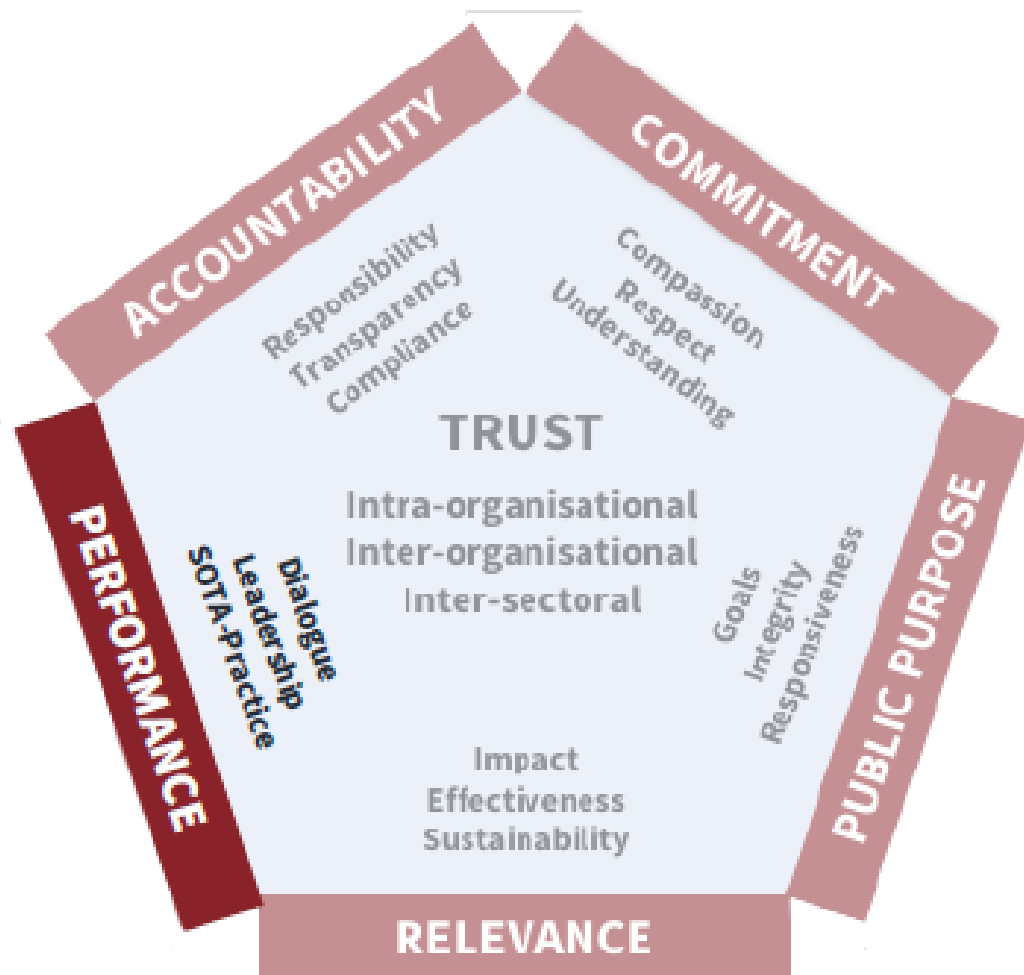 ACCOUNTABILITY
Responsibility
Transparency
Compliance
COMMITMENT
Compassion
Respect
Understanding
TRUST
Intra-organisational
Inter-organisational
Inter-sectoral
PERFORMANCE
Dialogue
Leadership
SOTA-Practice
PUBLIC PURPOSE
Goals
Integrity
Responsiveness
Impact
Effectiveness
Sustainability
RELEVANCE